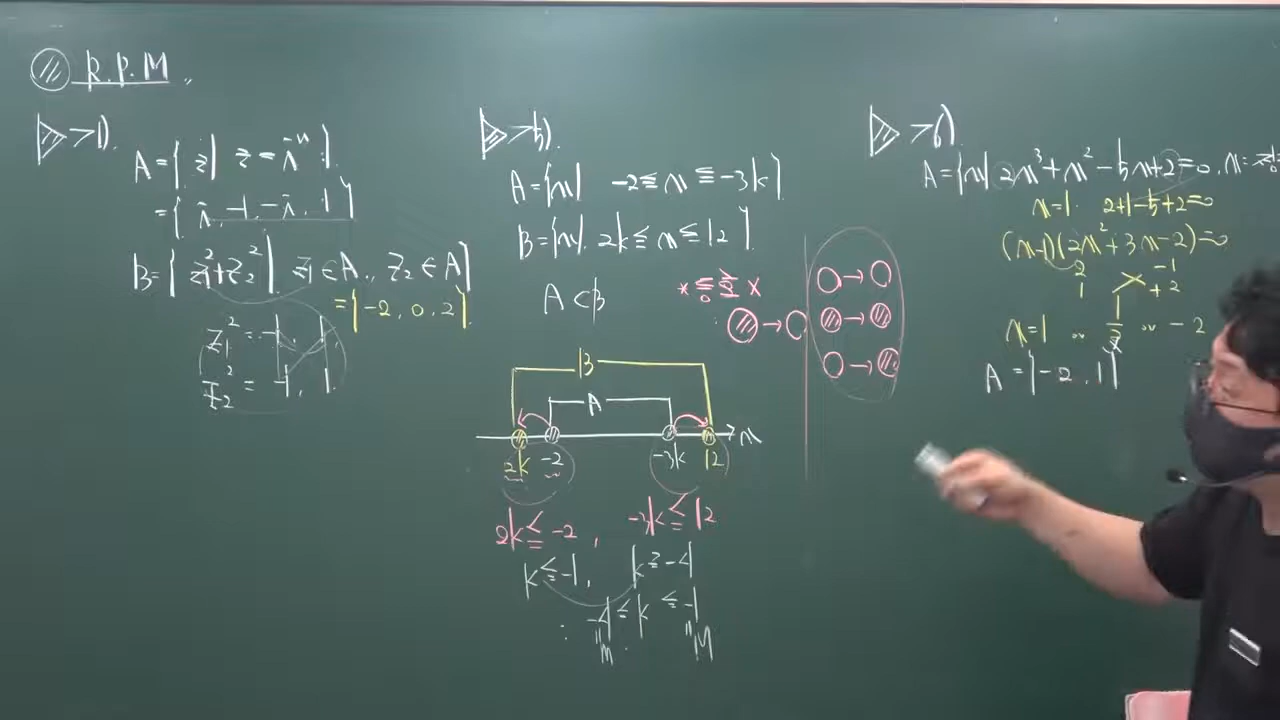 R.P.M
>1).
A={z| z=iⁿ}.
={i, -1, -i, 1}
B={z₁²+z₂²| z₁∈A, z₂∈A}
={-2, 0, 2}.
z₁² = -1, 1
z₂² = -1, 1.
>5).
A={x| -2≤x≤-3k}
B={x| 2k≤x≤12}.
A⊂B
B
A
x
2k -2 -3k 12
2k≤-2, -3k≤12
k≤-1, k≥-4
∴ -4≤k≤-1
m. M
>6).
A={x| 2x³+x²-5x+2=0, x=
x=1. 2+1-5+2=0
(x-1)(2x²+3x-2)=0
2 -1
1 +2
x=1 or ½ or -2
A={-2, 1}